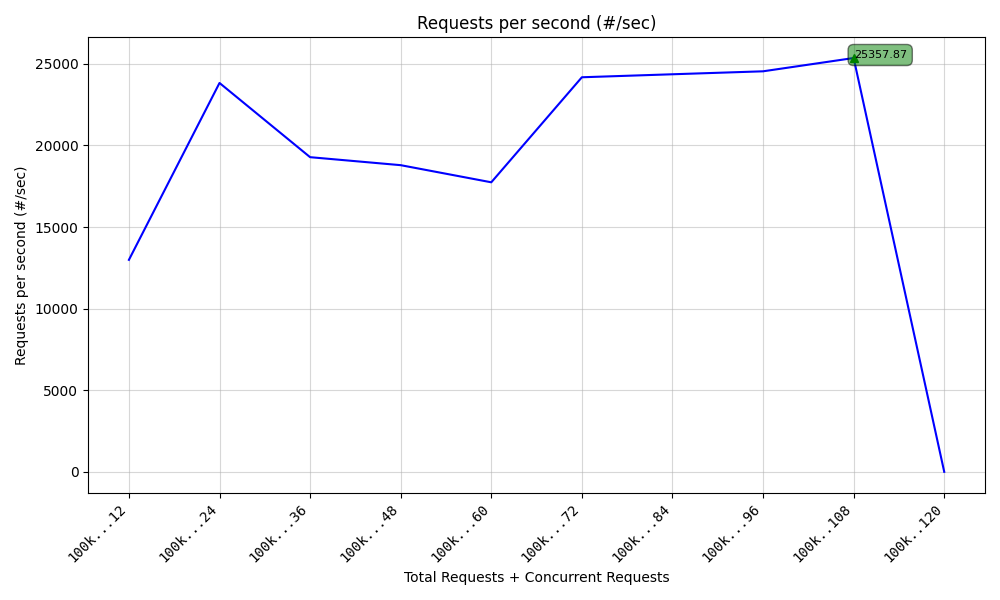 Requests per second (#/sec)
25357.87
25000
20000
15000
10000
5000
0
Requests per second (#/sec)
100k...12
100k...24
100k...36
100k...48
100k...60
100k...72
100k...84
100k...96
100k..108
100k..120
Total Requests + Concurrent Requests